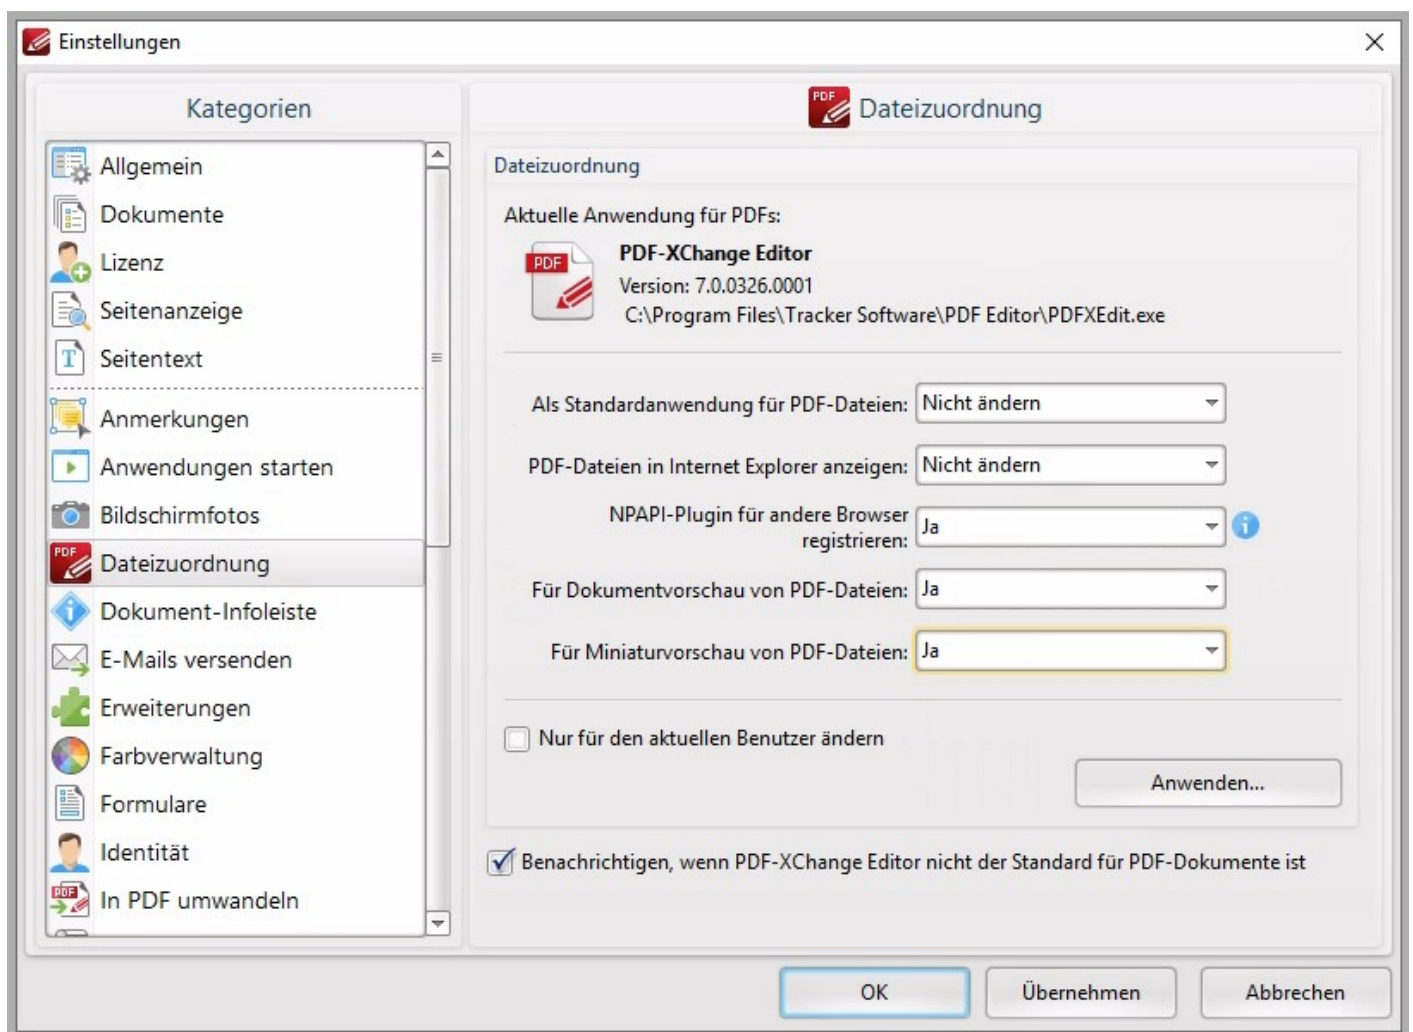 Einstellungen
Kategorien
Allgemein
Dokumente
Lizenz
Seitenanzeige
Seitentext
Anmerkungen
Anwendungen starten
Bildschirmfotos
PDF
Dateizuordnung
Dokument-Infoleiste
E-Mails versenden
Erweiterungen
Farbverwaltung
Formulare
Identität
PDF
In PDF umwandeln
PDF
Dateizuordnung
Dateizuordnung
Aktuelle Anwendung für PDFs:
PDF
PDF-XChange Editor
Version: 7.0.0326.0001
C:\Program Files\Tracker Software\PDF Editor\PDFXEdit.exe
Als Standardanwendung für PDF-Dateien: Nicht ändern
PDF-Dateien in Internet Explorer anzeigen: Nicht ändern
NPAPI-Plugin für andere Browser
registrieren: Ja
Für Dokumentvorschau von PDF-Dateien: Ja
Für Miniaturvorschau von PDF-Dateien: Ja
Nur für den aktuellen Benutzer ändern
Anwenden...
Benachrichtigen, wenn PDF-XChange Editor nicht der Standard für PDF-Dokumente ist
OK
Übernehmen
Abbrechen